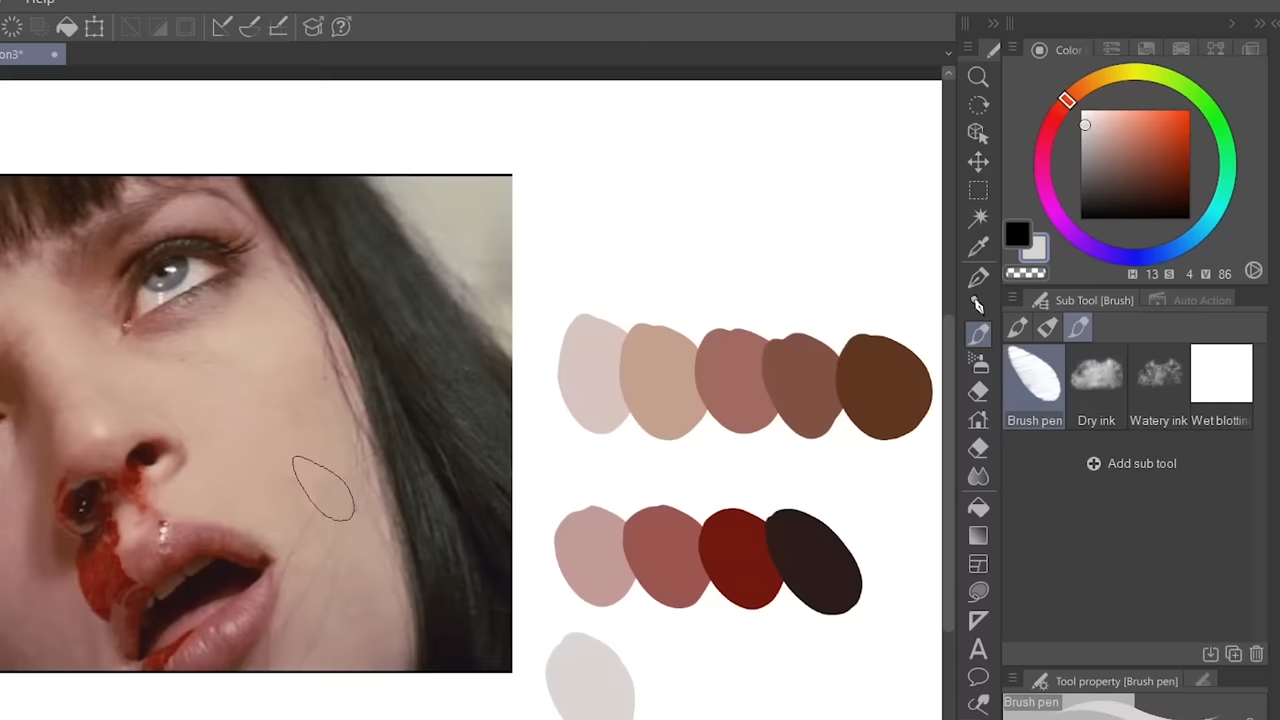 Help
on3*
Color
H 13 S 4 V 86
Sub Tool [Brush]
Auto Action
Brush pen
Dry ink
Watery ink
Wet blottin
Add sub tool
A
Tool property [Brush pen]
Brush pen